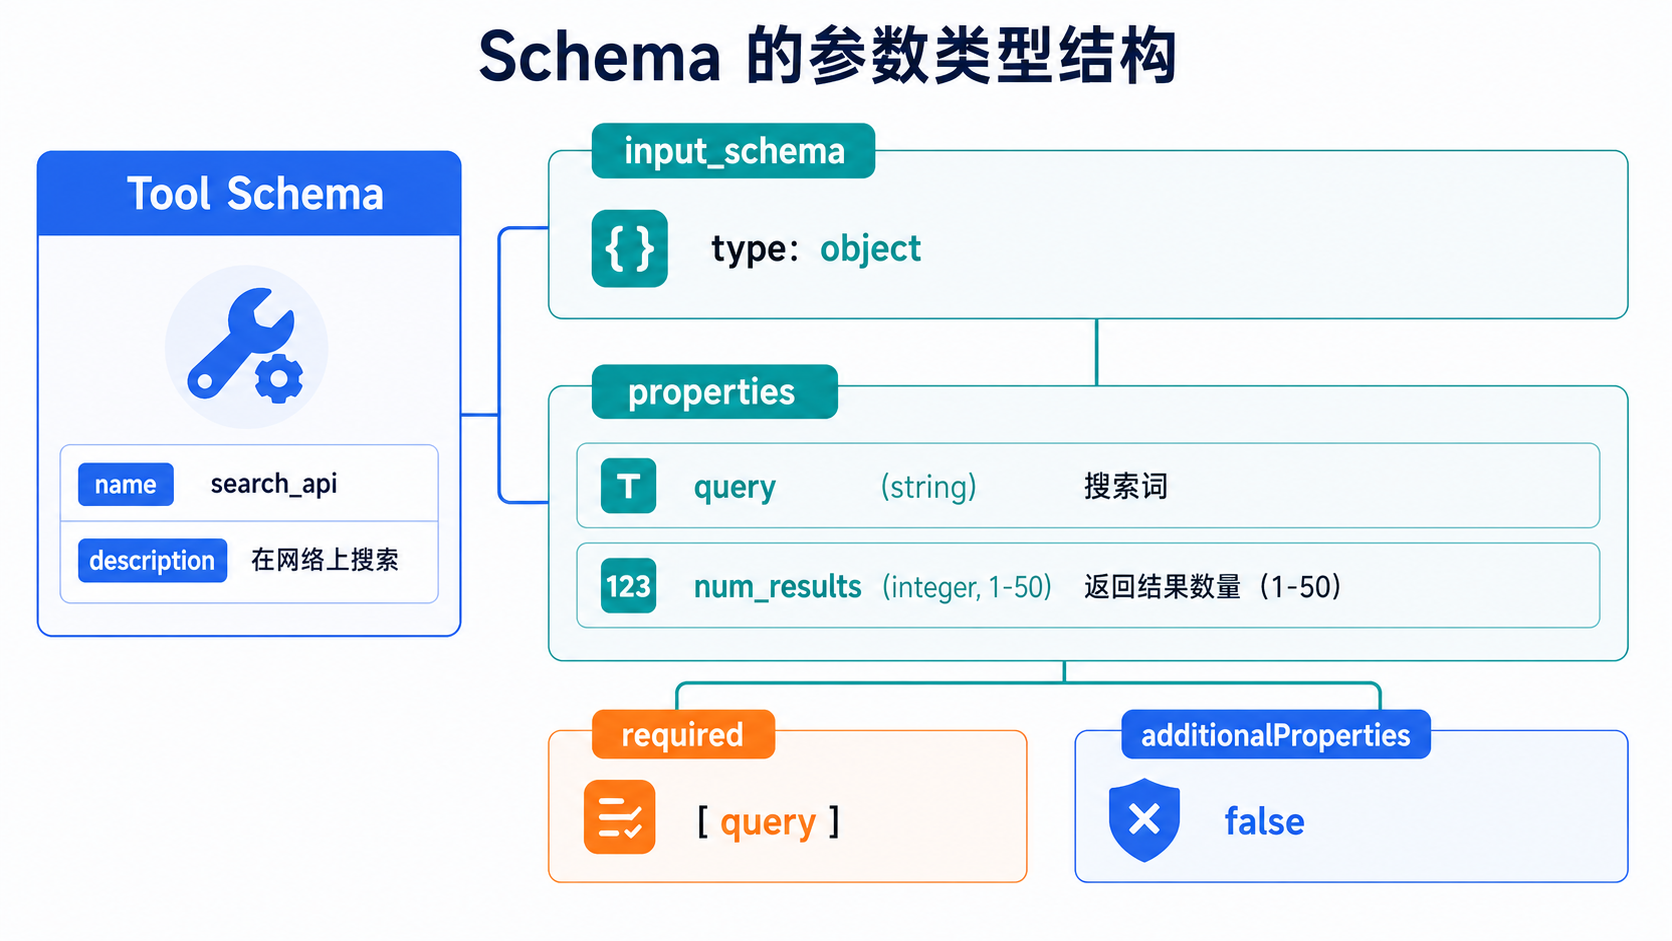 Schema 的参数类型结构
Tool Schema
name search_api
description 在网络上搜索
input_schema
{ } type: object
properties
T query (string) 搜索词
123 num_results (integer, 1-50) 返回结果数量 (1-50)
required
[ query ]
additionalProperties
false